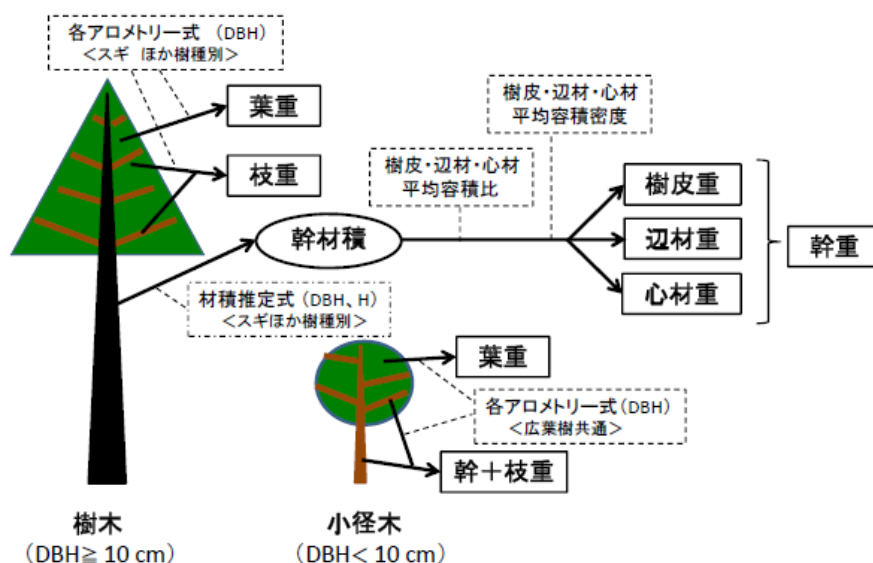 各アロメトリー式 (DBH)
<スギ ほか樹種別>
葉重
枝重
樹皮・辺材・心材
平均容積密度
樹皮・辺材・心材
平均容積比
樹皮重
辺材重
心材重
幹重
幹材積
材積推定式(DBH、H)
<スギほか樹種別>
葉重
各アロメトリー式(DBH)
<広葉樹共通>
幹+枝重
樹木
(DBH≧ 10 cm)
小径木
(DBH< 10 cm)